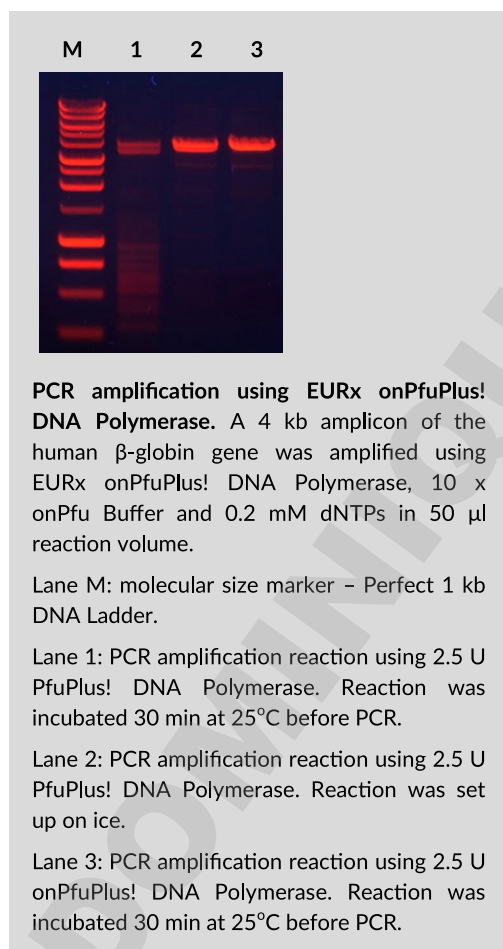 M 1 2 3
PCR amplification using EURx onPfuPlus!
DNA Polymerase. A 4 kb amplicon of the
human β-globin gene was amplified using
EURx onPfuPlus! DNA Polymerase, 10 x
onPfu Buffer and 0.2 mM dNTPs in 50 µl
reaction volume.
Lane M: molecular size marker – Perfect 1 kb
DNA Ladder.
Lane 1: PCR amplification reaction using 2.5 U
PfuPlus! DNA Polymerase. Reaction was
incubated 30 min at 25°C before PCR.
Lane 2: PCR amplification reaction using 2.5 U
PfuPlus! DNA Polymerase. Reaction was set
up on ice.
Lane 3: PCR amplification reaction using 2.5 U
onPfuPlus! DNA Polymerase. Reaction was
incubated 30 min at 25°C before PCR.
DOMINIQU